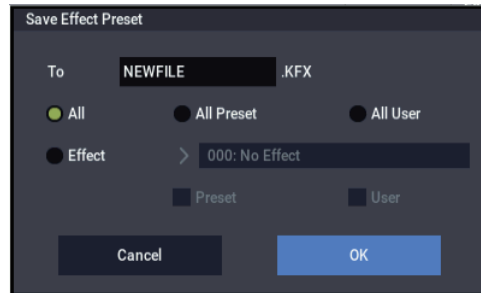 Save Effect Preset
To NEWFILE .KFX
All All Preset All User
Effect > 000: No Effect
Preset User
Cancel OK